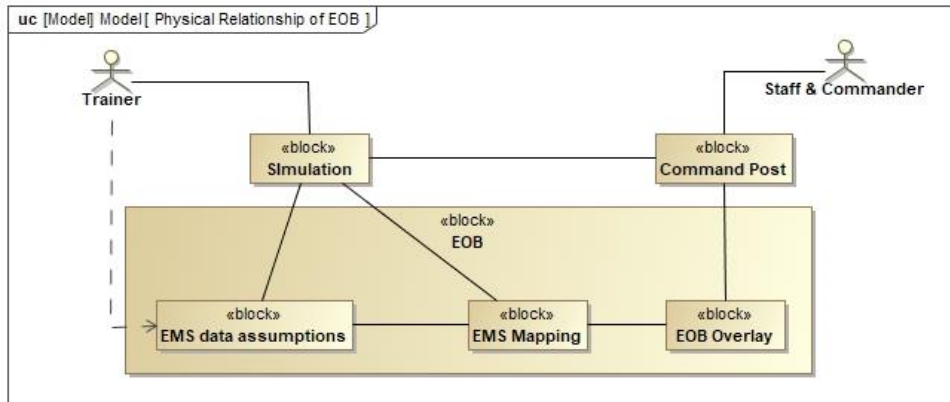 uc [Model] Model[ Physical Relationship of EOB ]
Trainer
Staff & Commander
«block»
SImulation
«block»
Command Post
«block»
EOB
«block»
EMS data assumptions
«block»
EMS Mapping
«block»
EOB Overlay